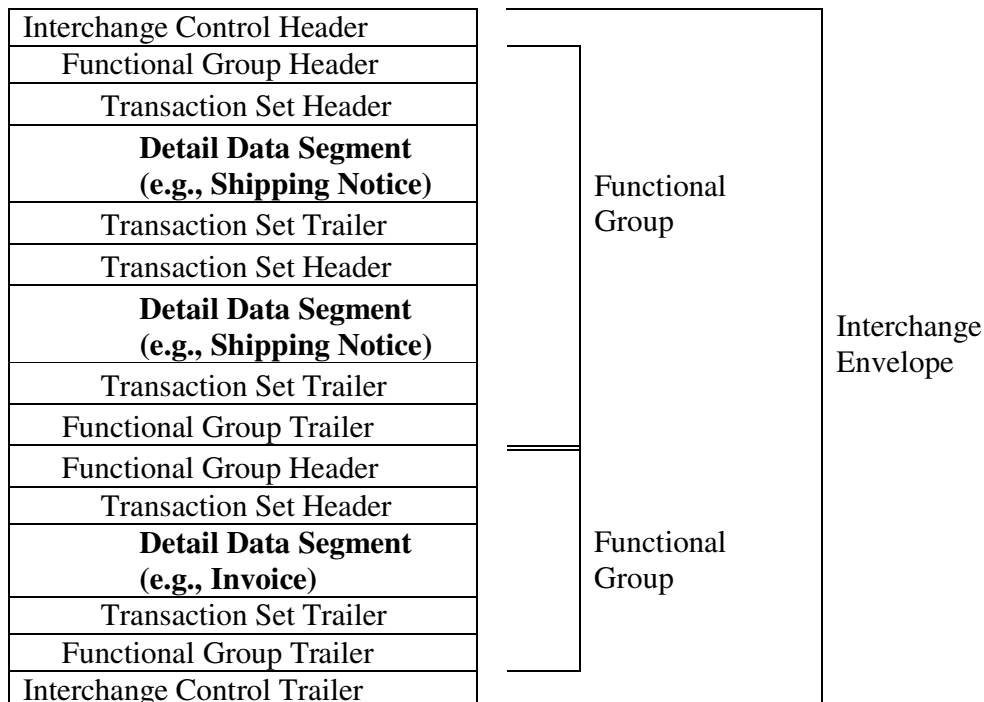 Interchange Control Header
Functional Group Header
Transaction Set Header
Detail Data Segment
(e.g., Shipping Notice)
Transaction Set Trailer
Transaction Set Header
Detail Data Segment
(e.g., Shipping Notice)
Transaction Set Trailer
Functional Group Trailer
Functional Group Header
Transaction Set Header
Detail Data Segment
(e.g., Invoice)
Transaction Set Trailer
Functional Group Trailer
Interchange Control Trailer
Functional
Group
Functional
Group
Interchange
Envelope